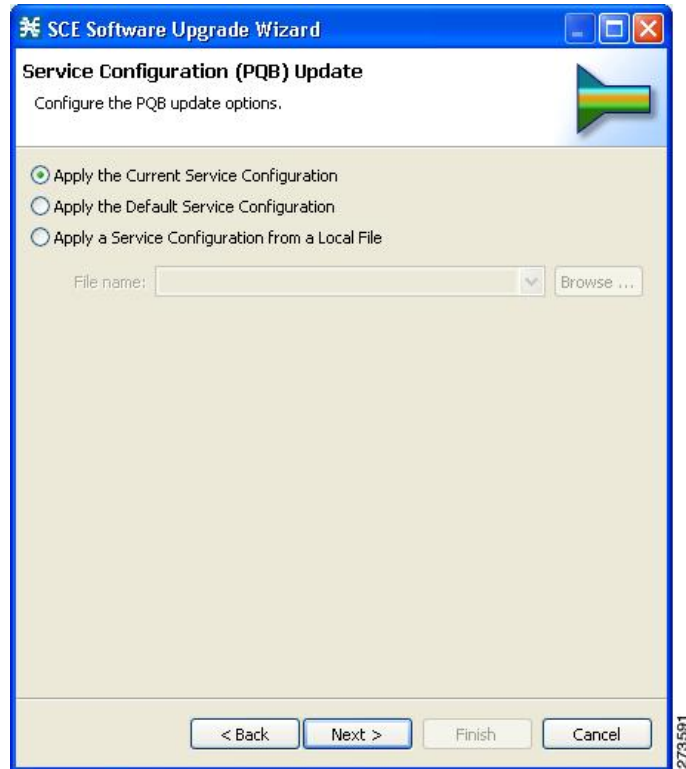 SCE Software Upgrade Wizard
Service Configuration (PQB) Update
Configure the PQB update options.
Apply the Current Service Configuration
Apply the Default Service Configuration
Apply a Service Configuration from a Local File
File name: Browse ...
< Back Next > Finish Cancel
273591